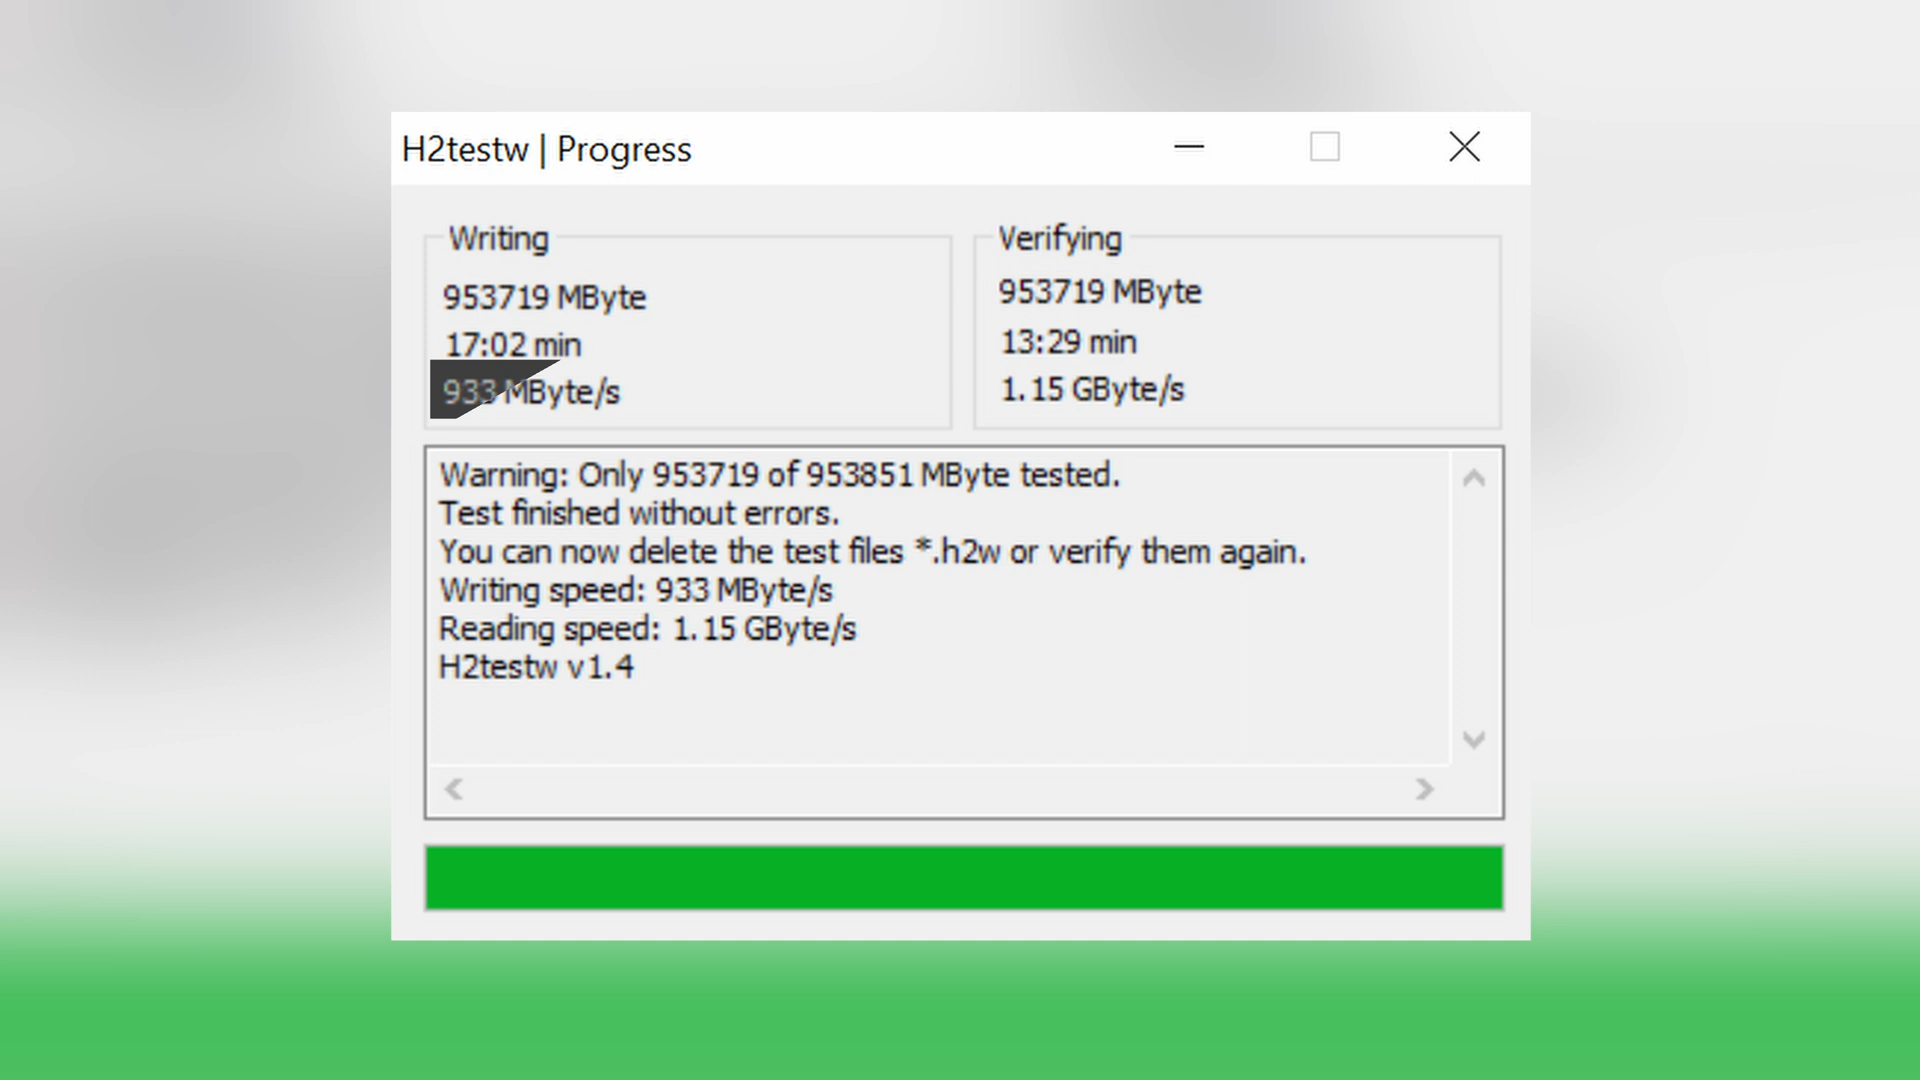 H2testw | Progress
Writing
953719 MByte
17:02 min
933 MByte/s
Verifying
953719 MByte
13:29 min
1.15 GByte/s
Warning: Only 953719 of 953851 MByte tested.
Test finished without errors.
You can now delete the test files *.h2w or verify them again.
Writing speed: 933 MByte/s
Reading speed: 1.15 GByte/s
H2testw v1.4